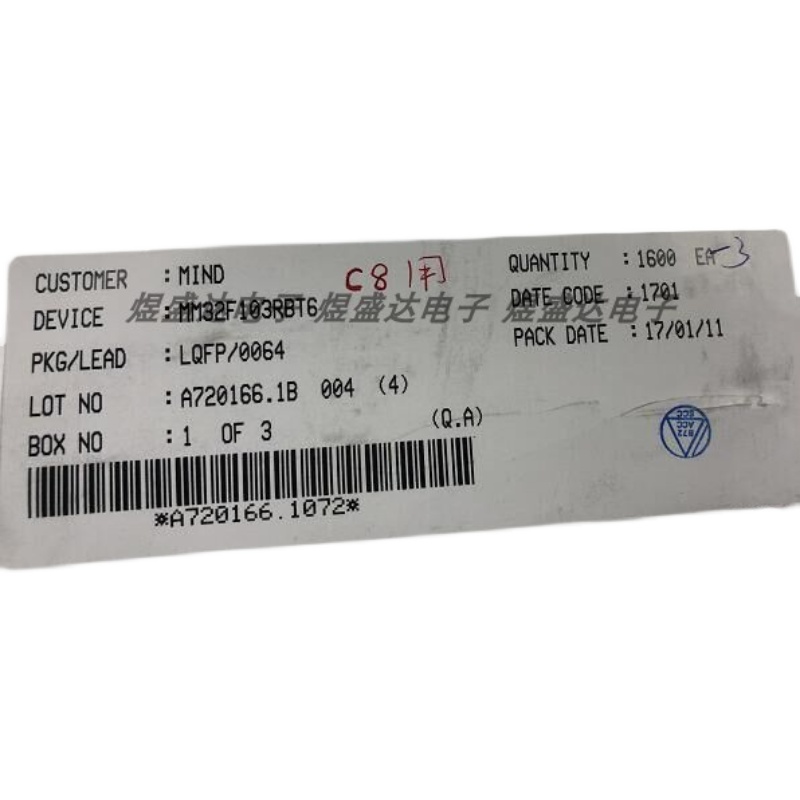 CUSTOMER : MIND
C8
QUANTITY : 1600 EA-3
DEVICE : MM32F103RBT6
DATE CODE : 1701
煜盛达电子 煜盛达电子 煜盛达电子
PKG/LEAD : LQFP/0064
PACK DATE : 17/01/11
LOT NO : A720166.1B 004 (4)
BOX NO : 1 OF 3
(Q.A)
*A720166.1072*
B72
ACC